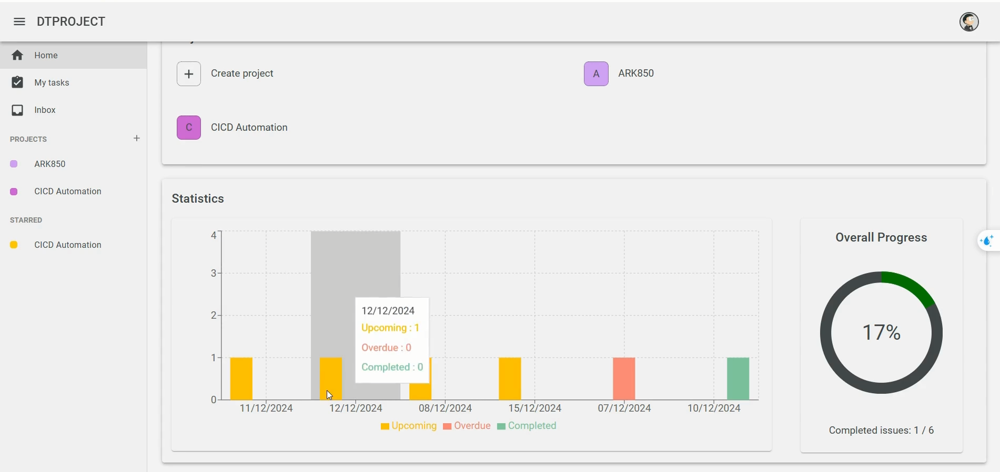 DTPROJECT
Home
My tasks
Inbox
PROJECTS +
ARK850
CICD Automation
STARRED
CICD Automation
+ Create project
A ARK850
C CICD Automation
Statistics
4
3
2
1
0
12/12/2024
Upcoming : 1
Overdue : 0
Completed : 0
11/12/2024 12/12/2024 08/12/2024 15/12/2024 07/12/2024 10/12/2024
Upcoming Overdue Completed
Overall Progress
17%
Completed issues: 1 / 6